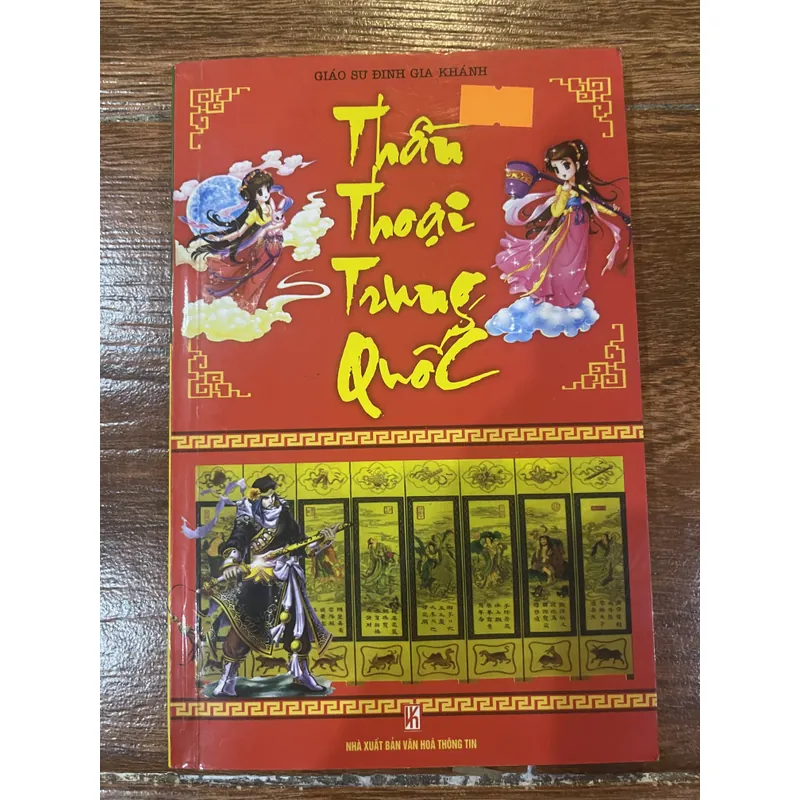 GIÁO SƯ ĐINH GIA KHÁNH
Thần
Thoại
Trung
Quốc
NHÀ XUẤT BẢN VĂN HOÁ THÔNG TIN